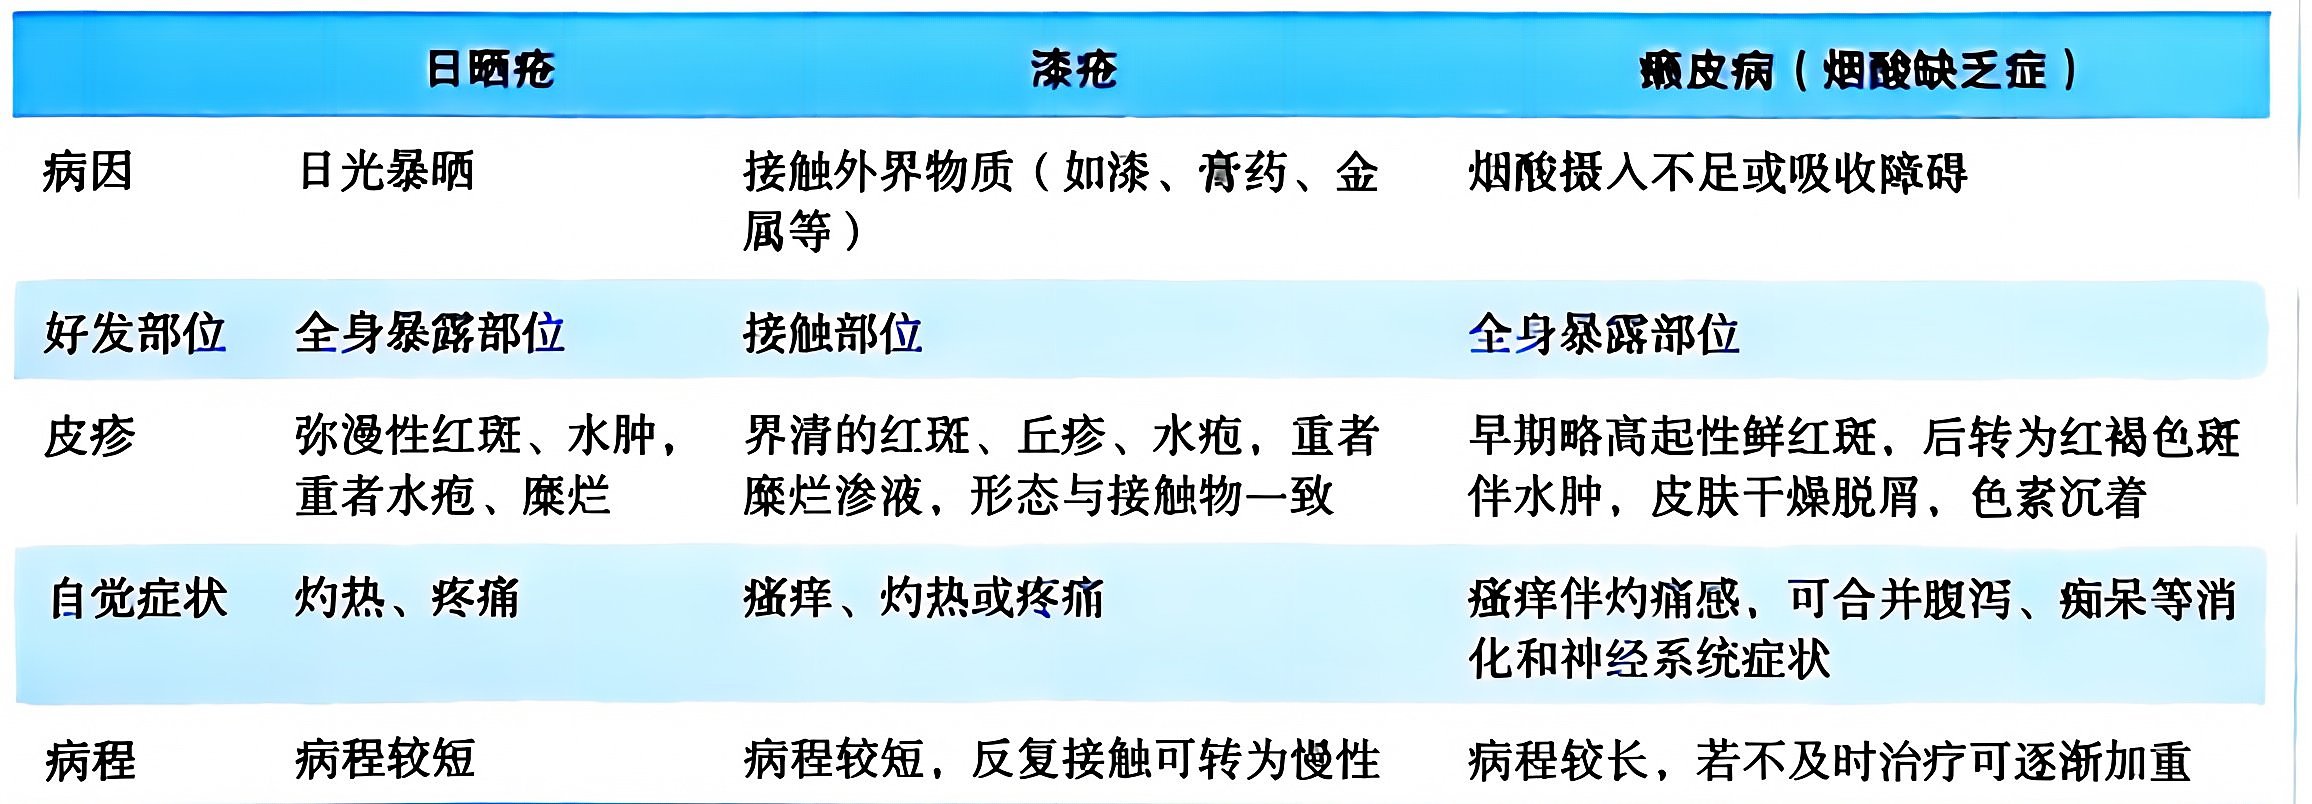 日晒疮 漆疮 癞皮病（烟酸缺乏症）
病因 日光暴晒 接触外界物质（如漆、膏药、金 烟酸摄入不足或吸收障碍
属等）
好发部位 全身暴露部位 接触部位 全身暴露部位
皮疹 弥漫性红斑、水肿， 界清的红斑、丘疹、水疱，重者 早期略高起性鲜红斑，后转为红褐色斑
重者水疱、糜烂 糜烂渗液，形态与接触物一致 伴水肿，皮肤干燥脱屑，色素沉着
自觉症状 灼热、疼痛 瘙痒、灼热或疼痛 瘙痒伴灼痛感，可合并腹泻、痴呆等消
化和神经系统症状
病程 病程较短 病程较短，反复接触可转为慢性 病程较长，若不及时治疗可逐渐加重